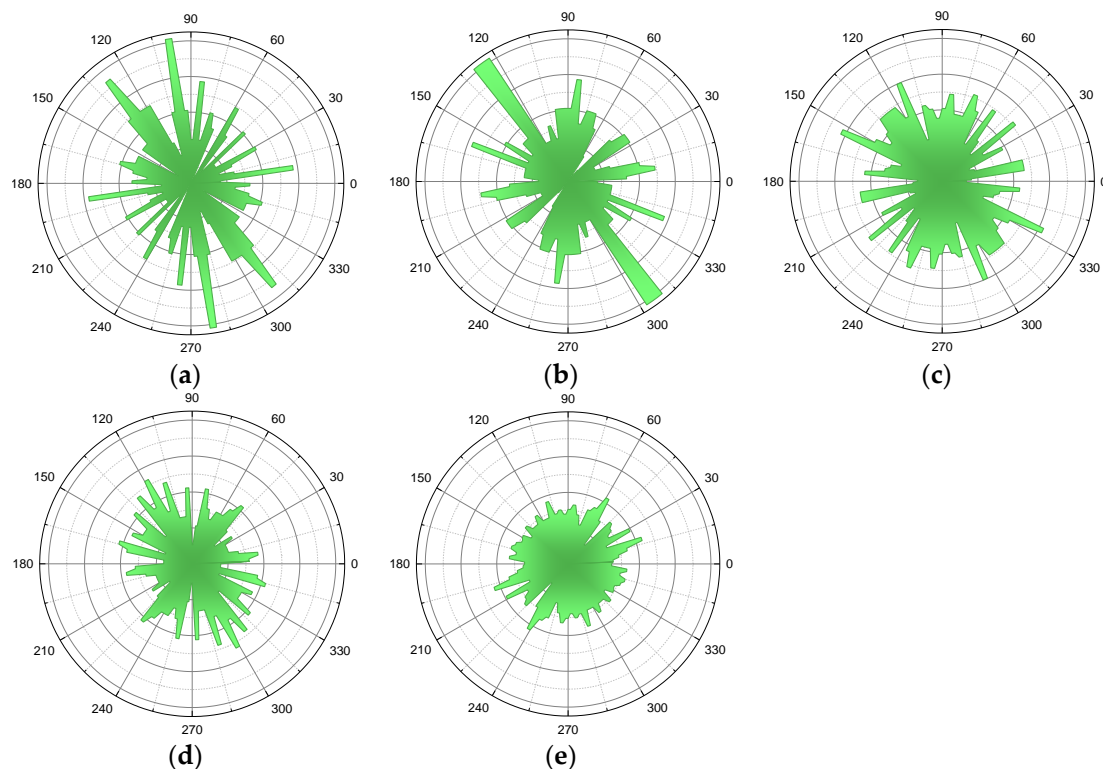 90 90 90
120 60 120 60 120 60
150 30 150 30 150 30
180 0 180 0 180 0
210 330 210 330 210 330
240 300 240 300 240 300
270 270 270
(a) (b) (c)
90 90
120 60 120 60
150 30 150 30
180 0 180 0
210 330 210 330
240 300 240 300
270 270
(d) (e)